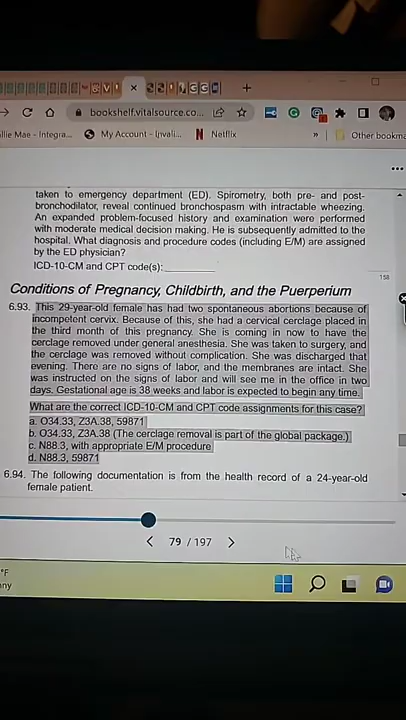 bookshelf.vitalsource.co...
llie Mae - Integra...
My Account - (nvali...
Netflix
»
Other bookma
taken to emergency department (ED). Spirometry, both pre- and post-
bronchodilator, reveal continued bronchospasm with intractable wheezing.
An expanded problem-focused history and examination were performed
with moderate medical decision making. He is subsequently admitted to the
hospital. What diagnosis and procedure codes (including E/M) are assigned
by the ED physician?
ICD-10-CM and CPT code(s): __________
158
Conditions of Pregnancy, Childbirth, and the Puerperium
6.93. This 29-year-old female has had two spontaneous abortions because of
incompetent cervix. Because of this, she had a cervical cerclage placed in
the third month of this pregnancy. She is coming in now to have the
cerclage removed under general anesthesia. She was taken to surgery, and
the cerclage was removed without complication. She was discharged that
evening. There are no signs of labor, and the membranes are intact. She
was instructed on the signs of labor and will see me in the office in two
days. Gestational age is 38 weeks and labor is expected to begin any time.
What are the correct ICD-10-CM and CPT code assignments for this case?
a. O34.33, Z3A.38, 59871
b. O34.33, Z3A.38 (The cerclage removal is part of the global package.)
c. N88.3, with appropriate E/M procedure
d. N88.3, 59871
6.94. The following documentation is from the health record of a 24-year-old
female patient.
79 / 197
°F
ny